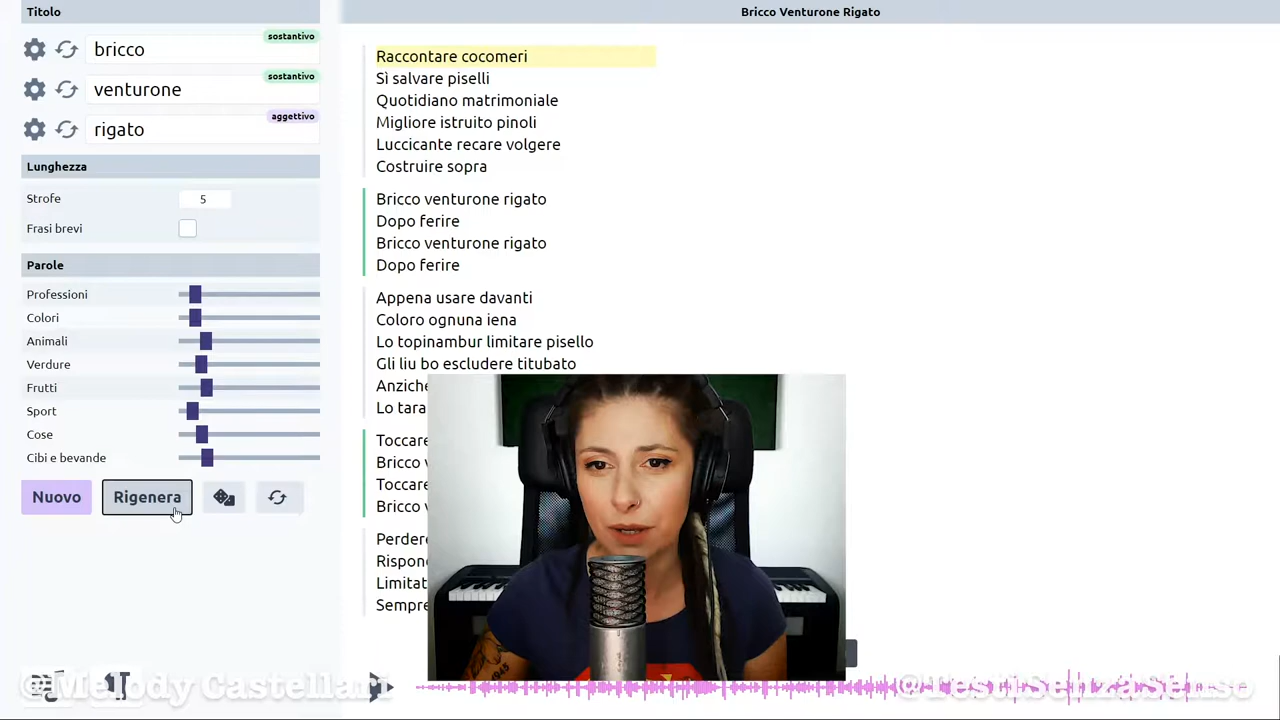 Titolo
bricco
sostantivo
venturone
sostantivo
rigato
aggettivo
Lunghezza
Strofe
5
Frasi brevi
Parole
Professioni
Colori
Animali
Verdure
Frutti
Sport
Cose
Cibi e bevande
Nuovo
Rigenera
Bricco Venturone Rigato
Raccontare cocomeri
Sì salvare piselli
Quotidiano matrimoniale
Migliore istruito pinoli
Luccicante recare volgere
Costruire sopra
Bricco venturone rigato
Dopo ferire
Bricco venturone rigato
Dopo ferire
Appena usare davanti
Coloro ognuna iena
Lo topinambur limitare pisello
Gli liu bo escludere titubato
Anziche
Lo tara
Toccare
Bricco v
Toccare
Bricco v
Perdere
Rispon
Limitat
Sempre
@Melody Castellari
@TestiSenzaSenso